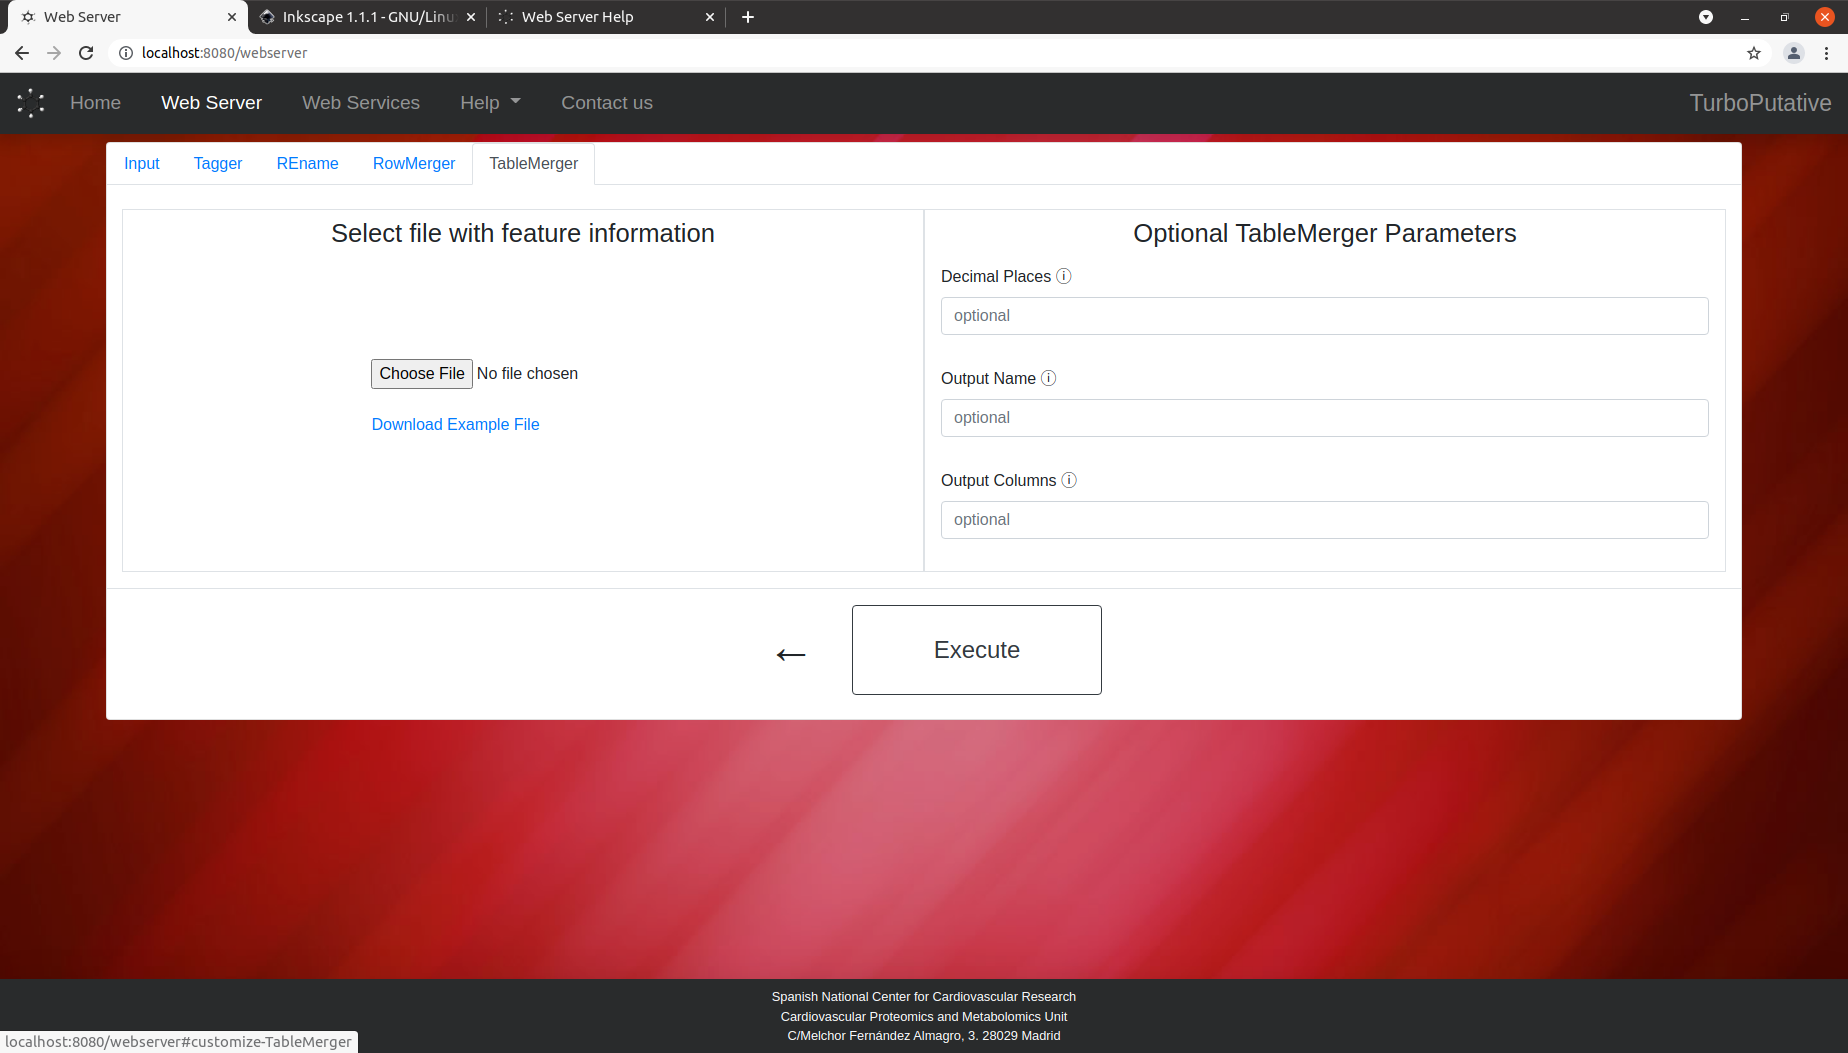 Web Server
Inkscape 1.1.1 - GNU/Linu
Web Server Help
localhost:8080/webserver
Home
Web Server
Web Services
Help
Contact us
TurboPutative
Input
Tagger
REname
RowMerger
TableMerger
Select file with feature information
Choose File No file chosen
Download Example File
Optional TableMerger Parameters
Decimal Places
optional
Output Name
optional
Output Columns
optional
Execute
Spanish National Center for Cardiovascular Research
Cardiovascular Proteomics and Metabolomics Unit
C/Melchor Fernández Almagro, 3. 28029 Madrid
localhost:8080/webserver#customize-TableMerger